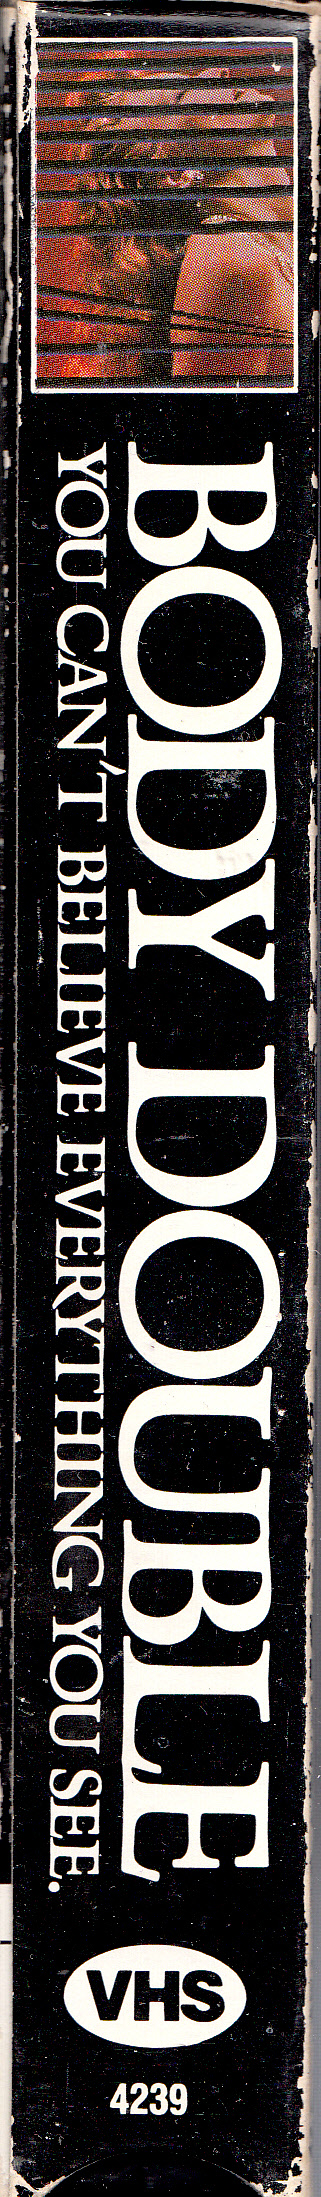 BODY DOUBLE
YOU CAN'T BELIEVE EVERYTHING YOU SEE.
VHS
4239